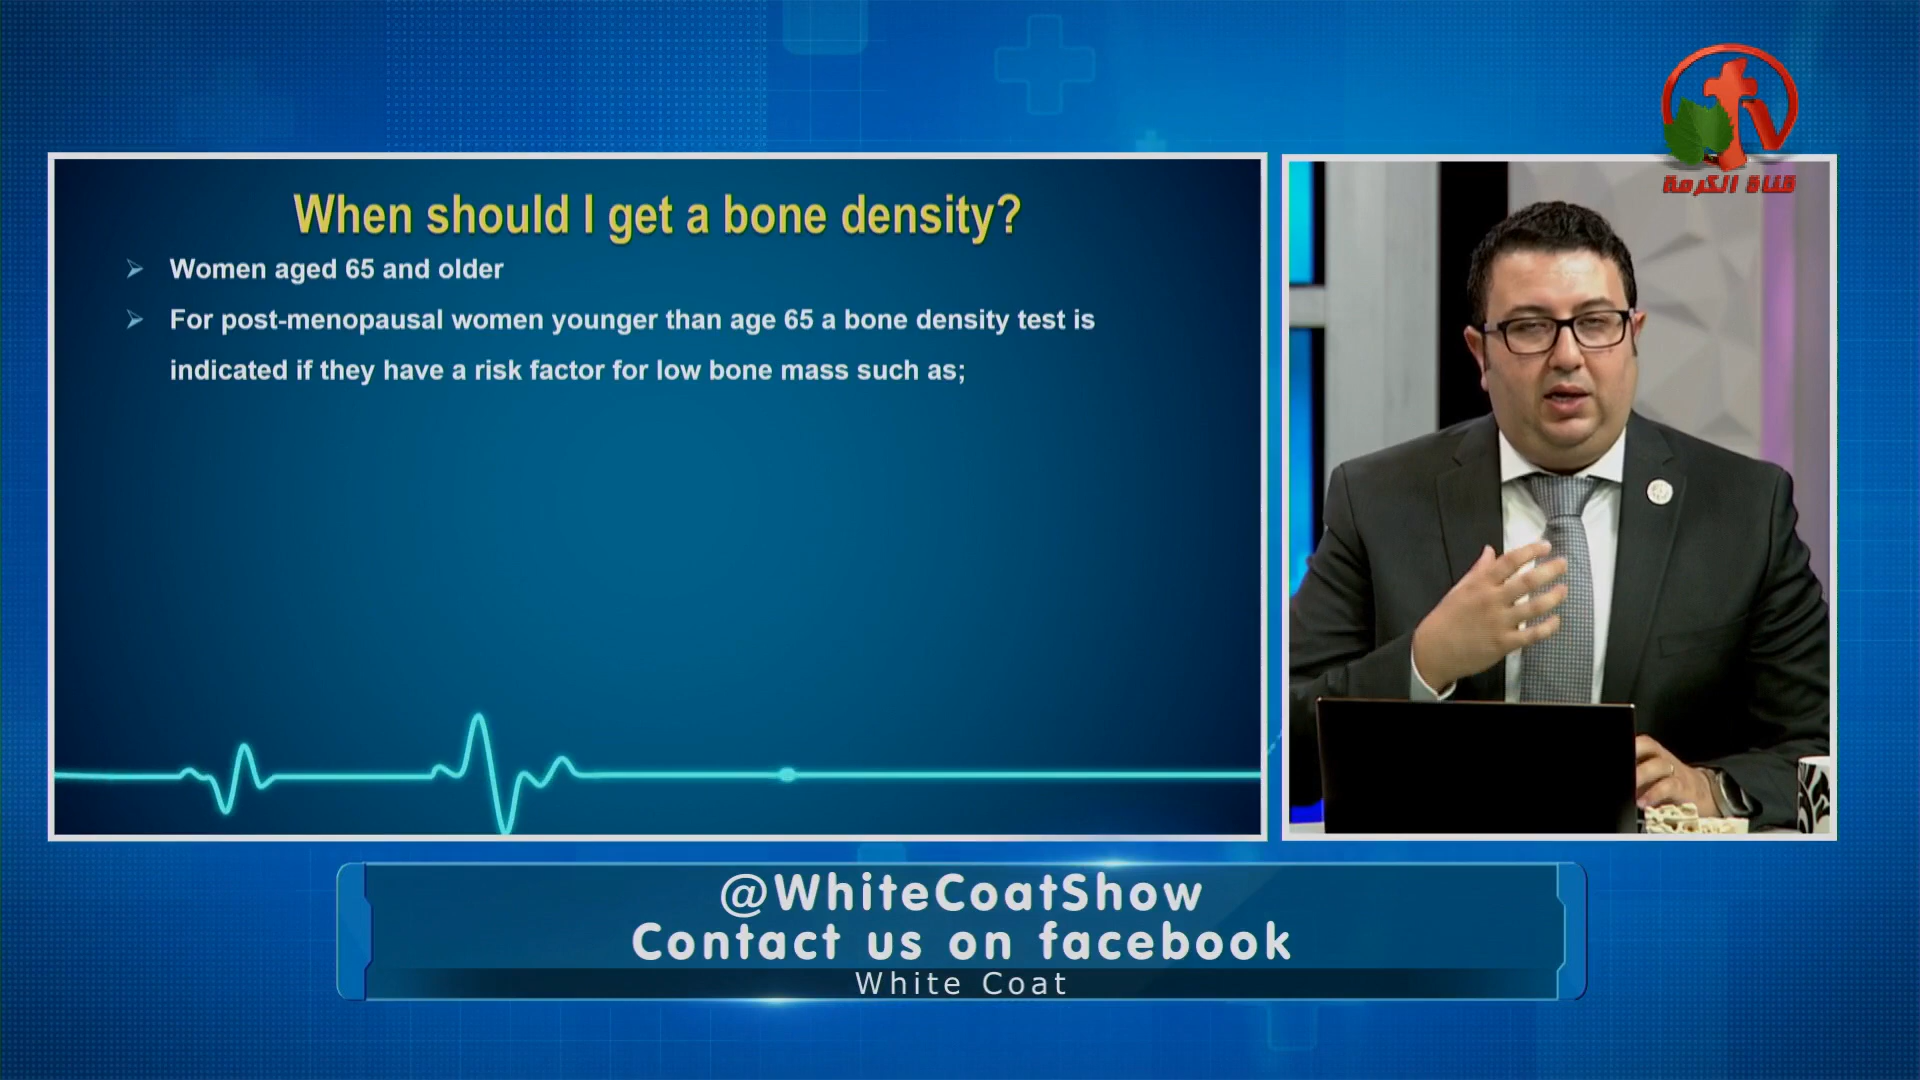 tv
قناة الكرمة
When should I get a bone density?
➢ Women aged 65 and older
➢ For post-menopausal women younger than age 65 a bone density test is
indicated if they have a risk factor for low bone mass such as;
@WhiteCoatShow
Contact us on facebook
White Coat